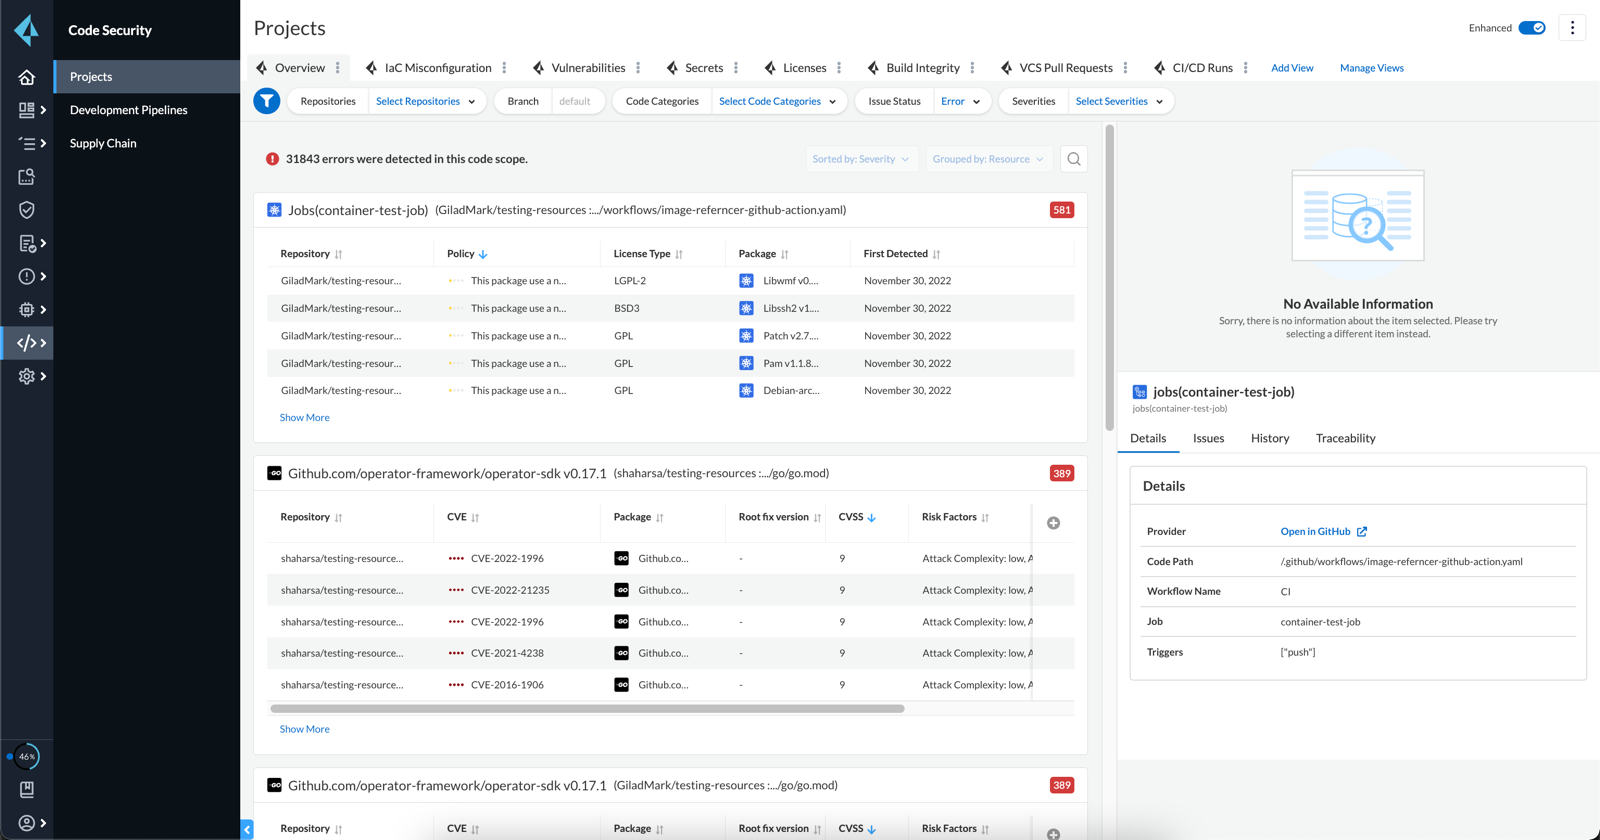 Code Security
Projects
Enhanced
Projects
Development Pipelines
Supply Chain
Overview
IaC Misconfiguration
Vulnerabilities
Secrets
Licenses
Build Integrity
VCS Pull Requests
CI/CD Runs
Add View
Manage Views
Repositories
Select Repositories
Branch
default
Code Categories
Select Code Categories
Issue Status
Error
Severities
Select Severities
31843 errors were detected in this code scope.
Sorted by: Severity
Grouped by: Resource
Jobs(container-test-job) (GiladMark/testing-resources :.../workflows/image-referncer-github-action.yaml)
581
Repository Policy License Type Package First Detected
GiladMark/testing-resour... This package use a n... LGPL-2 Libwmf v0.... November 30, 2022
GiladMark/testing-resour... This package use a n... BSD3 Libssh2 v1.... November 30, 2022
GiladMark/testing-resour... This package use a n... GPL Patch v2.7.... November 30, 2022
GiladMark/testing-resour... This package use a n... GPL Pam v1.1.8... November 30, 2022
GiladMark/testing-resour... This package use a n... GPL Debian-arc... November 30, 2022
Show More
GO Github.com/operator-framework/operator-sdk v0.17.1 (shaharsa/testing-resources :.../go/go.mod)
389
Repository CVE Package Root fix version CVSS Risk Factors
shaharsa/testing-resource... CVE-2022-1996 GO Github.co... - 9 Attack Complexity: low, A
shaharsa/testing-resource... CVE-2022-21235 GO Github.co... - 9 Attack Complexity: low, A
shaharsa/testing-resource... CVE-2022-1996 GO Github.co... - 9 Attack Complexity: low, A
shaharsa/testing-resource... CVE-2021-4238 GO Github.co... - 9 Attack Complexity: low, A
shaharsa/testing-resource... CVE-2016-1906 GO Github.co... - 9 Attack Complexity: low, A
Show More
GO Github.com/operator-framework/operator-sdk v0.17.1 (GiladMark/testing-resources :.../go/go.mod)
389
Repository CVE Package Root fix version CVSS Risk Factors
No Available Information
Sorry, there is no information about the item selected. Please try
selecting a different item instead.
jobs(container-test-job)
jobs(container-test-job)
Details Issues History Traceability
Details
Provider Open in GitHub
Code Path /.github/workflows/image-referncer-github-action.yaml
Workflow Name CI
Job container-test-job
Triggers ["push"]
46%